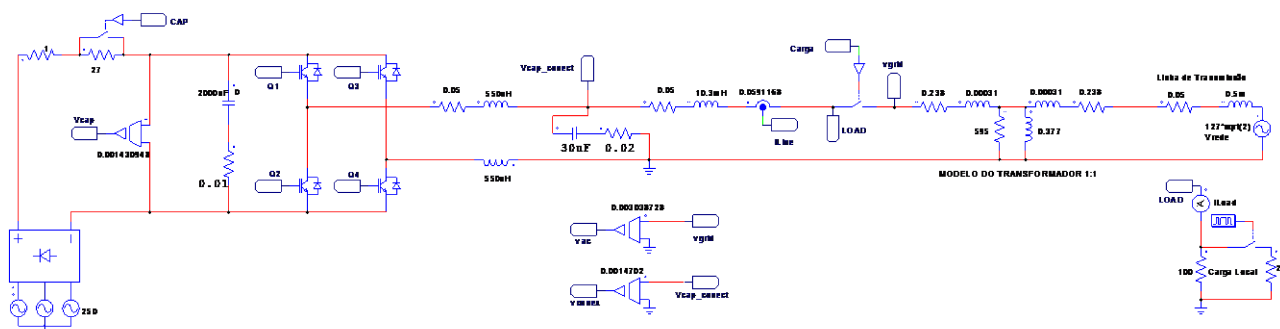 CAP
1
27
2000uF
D
Vcap
0.001430948
0.01
Q1
Q3
Q2
Q4
0.05
550uH
550uH
Vcap_conect
30uF
0.02
0.05
10.3mH
0.0591168
ILine
Carga
LOAD
vgrid
0.238
0.00031
0.00031
0.238
595
0.377
Linha de Transmissão
0.05
0.5m
127*sqrt(2)
Vrede
MODELO DO TRANSFORMADOR 1:1
0.003038728
vac
vgrid
0.0014702
vconex
Vcap_conect
LOAD
ILoad
A
100
Carga Local
2
250